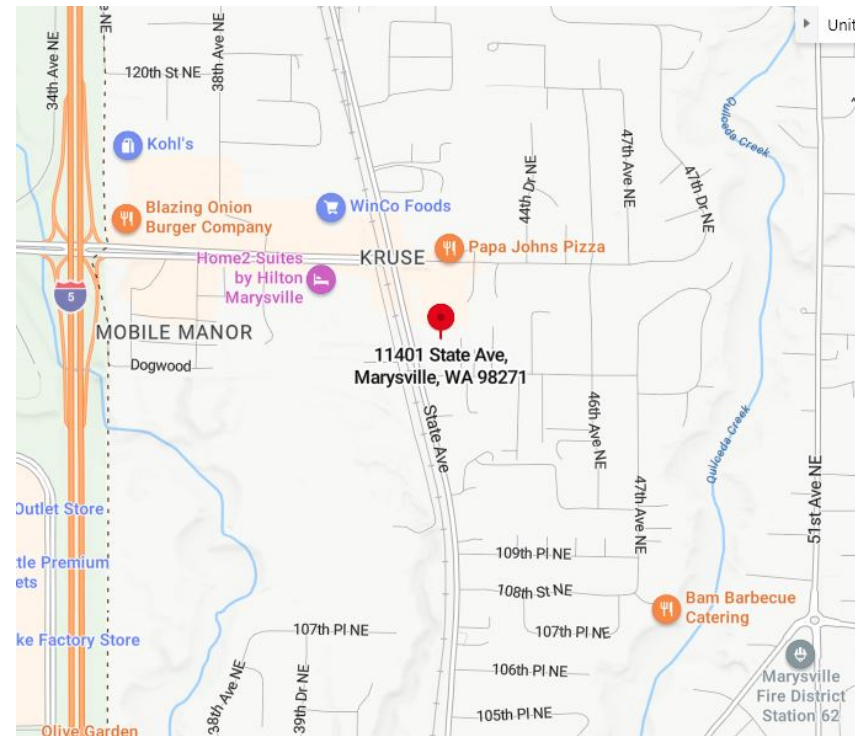 Unit
34th Ave NE
38th Ave NE
120th St NE
Kohl's
Quilceda Creek
47th Ave NE
44th Dr NE
47th Dr NE
Blazing Onion
Burger Company
WinCo Foods
KRUSE
Papa Johns Pizza
Home2 Suites
by Hilton
Marysville
5
MOBILE MANOR
Dogwood
11401 State Ave,
Marysville, WA 98271
State Ave
46th Ave NE
47th Ave NE
Quilceda Creek
51st Ave NE
Outlet Store
tle Premium
ets
ke Factory Store
Olive Garden
109th Pl NE
108th St NE
107th Pl NE
107th Pl NE
106th Pl NE
105th Pl NE
38th Ave NE
39th Dr NE
Bam Barbecue
Catering
Marysville
Fire District
Station 62